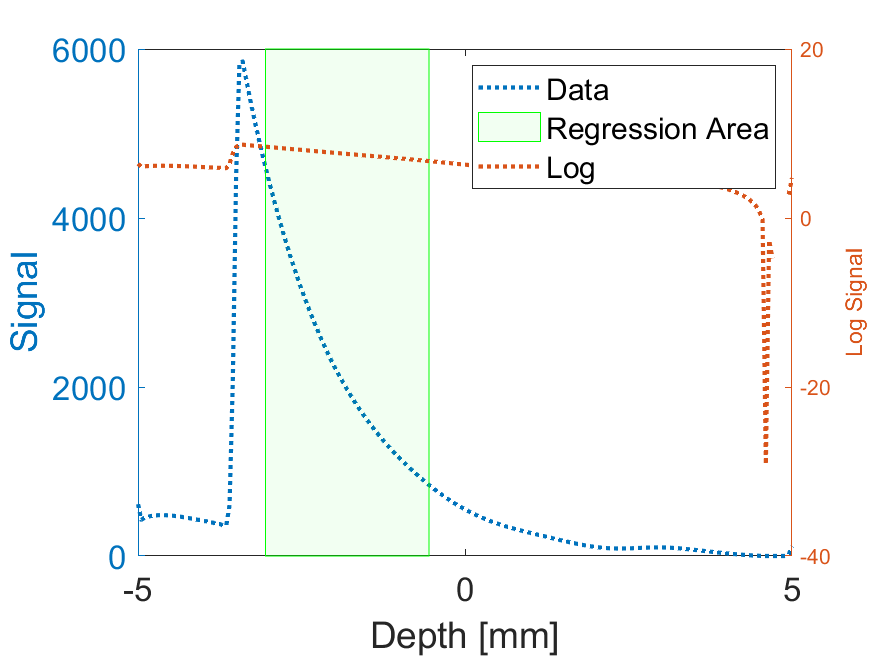 6000
4000
2000
0
Signal
-5
0
5
Depth [mm]
20
0
-20
-40
Log Signal
Data
Regression Area
Log